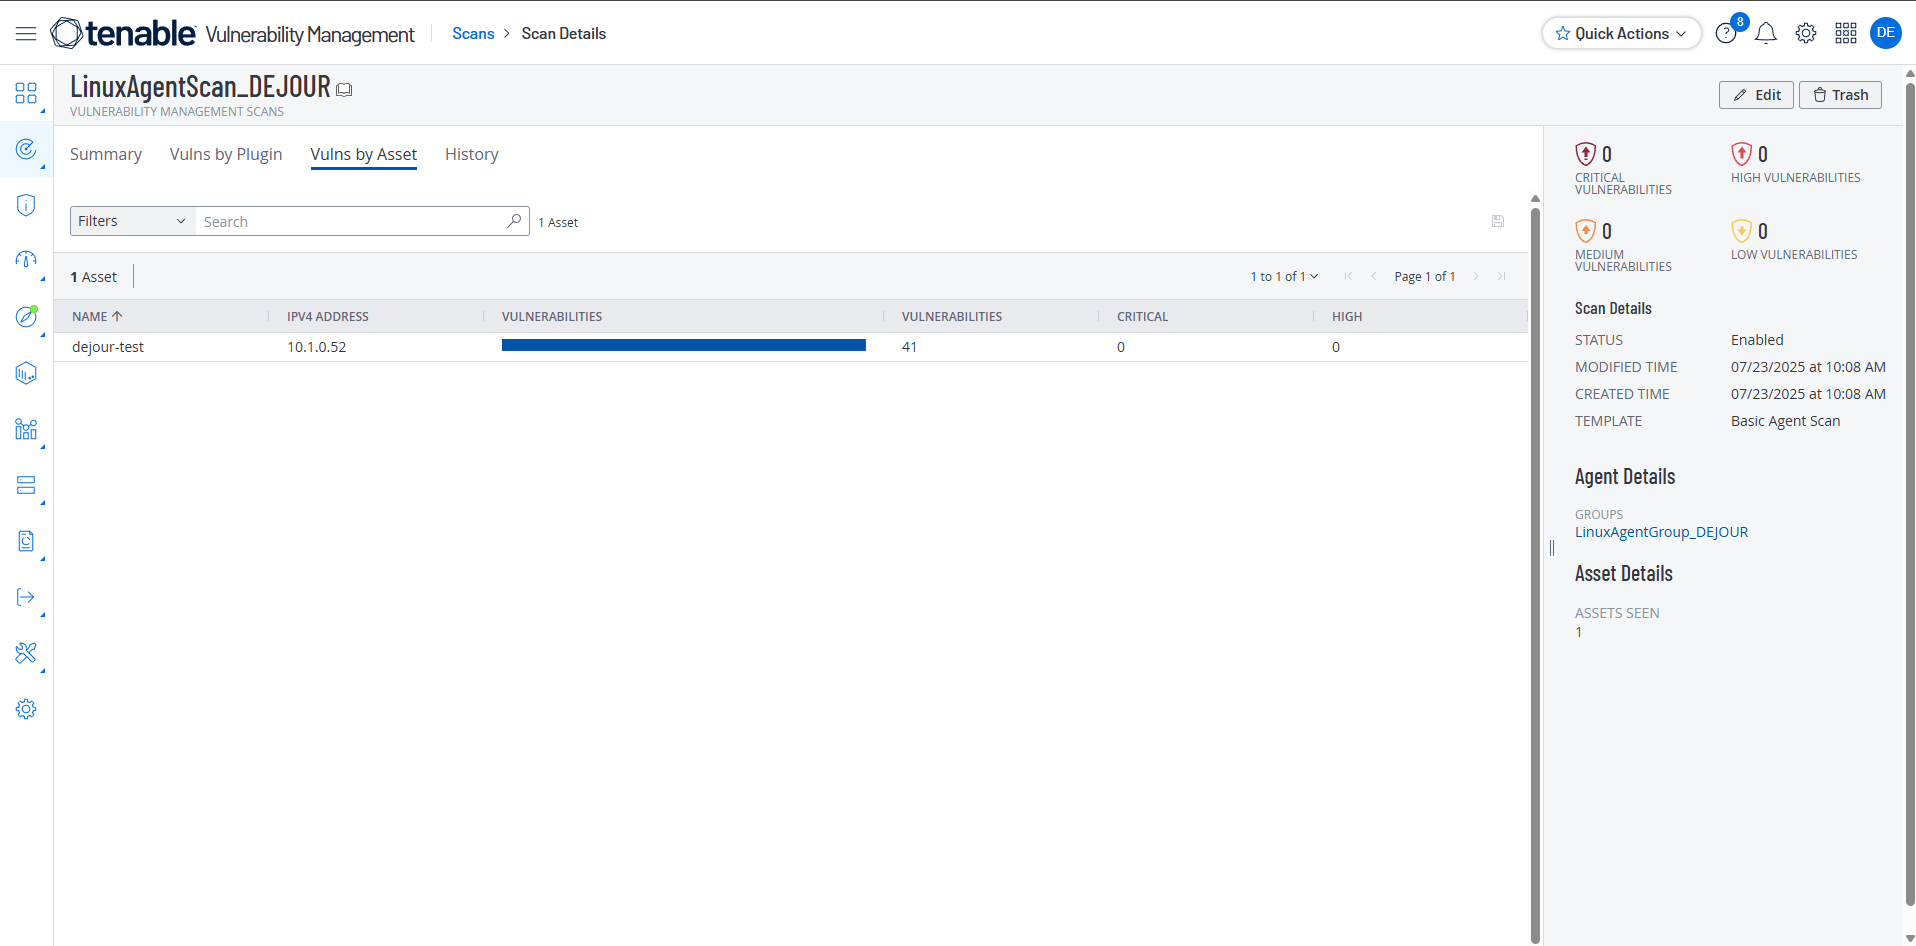 tenable Vulnerability Management
Scans > Scan Details
Quick Actions
8
DE
LinuxAgentScan_DEJOUR
VULNERABILITY MANAGEMENT SCANS
Edit
Trash
Summary
Vulns by Plugin
Vulns by Asset
History
Filters
Search
1 Asset
1 Asset
1 to 1 of 1
Page 1 of 1
NAME IPV4 ADDRESS VULNERABILITIES VULNERABILITIES CRITICAL HIGH
dejour-test 10.1.0.52 41 0 0
0
CRITICAL
VULNERABILITIES
0
HIGH VULNERABILITIES
0
MEDIUM
VULNERABILITIES
0
LOW VULNERABILITIES
Scan Details
STATUS Enabled
MODIFIED TIME 07/23/2025 at 10:08 AM
CREATED TIME 07/23/2025 at 10:08 AM
TEMPLATE Basic Agent Scan
Agent Details
GROUPS
LinuxAgentGroup_DEJOUR
Asset Details
ASSETS SEEN
1